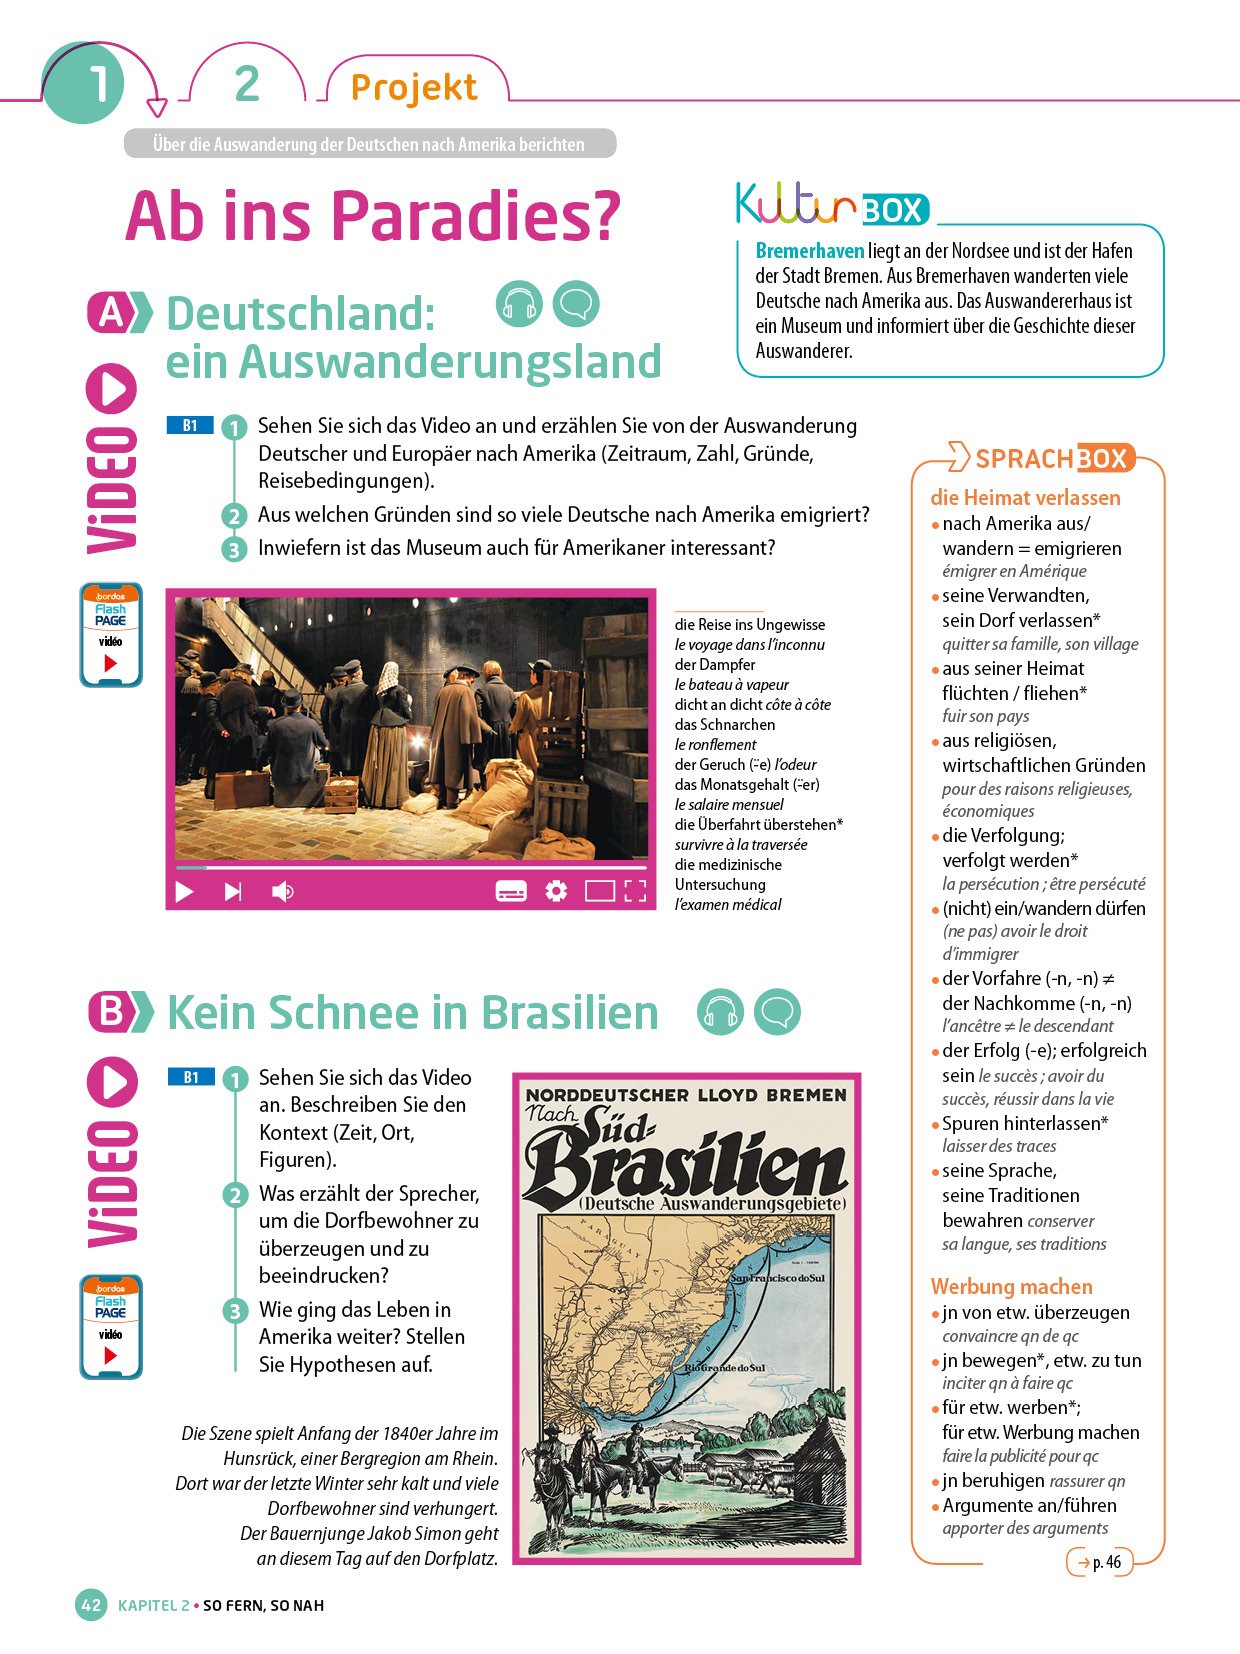 1
2
Projekt
Über die Auswanderung der Deutschen nach Amerika berichten
Ab ins Paradies?
KulturBOX
Bremerhaven liegt an der Nordsee und ist der Hafen
der Stadt Bremen. Aus Bremerhaven wanderten viele
Deutsche nach Amerika aus. Das Auswandererhaus ist
ein Museum und informiert über die Geschichte dieser
Auswanderer.
A
Deutschland:
ein Auswanderungsland
ViDEO
B1
1 Sehen Sie sich das Video an und erzählen Sie von der Auswanderung
Deutscher und Europäer nach Amerika (Zeitraum, Zahl, Gründe,
Reisebedingungen).
2 Aus welchen Gründen sind so viele Deutsche nach Amerika emigriert?
3 Inwiefern ist das Museum auch für Amerikaner interessant?
bordas
Flash
PAGE
vidéo
die Reise ins Ungewisse
le voyage dans l'inconnu
der Dampfer
le bateau à vapeur
dicht an dicht côte à côte
das Schnarchen
le ronflement
der Geruch (¨e) l'odeur
das Monatsgehalt (¨er)
le salaire mensuel
die Überfahrt überstehen*
survivre à la traversée
die medizinische
Untersuchung
l'examen médical
B
Kein Schnee in Brasilien
ViDEO
B1
1 Sehen Sie sich das Video
an. Beschreiben Sie den
Kontext (Zeit, Ort,
Figuren).
2 Was erzählt der Sprecher,
um die Dorfbewohner zu
überzeugen und zu
beeindrucken?
3 Wie ging das Leben in
Amerika weiter? Stellen
Sie Hypothesen auf.
bordas
Flash
PAGE
vidéo
Die Szene spielt Anfang der 1840er Jahre im
Hunsrück, einer Bergregion am Rhein.
Dort war der letzte Winter sehr kalt und viele
Dorfbewohner sind verhungert.
Der Bauernjunge Jakob Simon geht
an diesem Tag auf den Dorfplatz.
NORDDEUTSCHER LLOYD BREMEN
Nach
Süd-
Brasilien
(Deutsche Auswanderungsgebiete)
San Francisco do Sul
Rio Grande do Sul
SPRACHBOX
die Heimat verlassen
• nach Amerika aus/
wandern = emigrieren
émigrer en Amérique
• seine Verwandten,
sein Dorf verlassen*
quitter sa famille, son village
• aus seiner Heimat
flüchten / fliehen*
fuir son pays
• aus religiösen,
wirtschaftlichen Gründen
pour des raisons religieuses,
économiques
• die Verfolgung;
verfolgt werden*
la persécution ; être persécuté
• (nicht) ein/wandern dürfen
(ne pas) avoir le droit
d'immigrer
• der Vorfahre (-n, -n) ≠
der Nachkomme (-n, -n)
l'ancêtre ≠ le descendant
• der Erfolg (-e); erfolgreich
sein le succès ; avoir du
succès, réussir dans la vie
• Spuren hinterlassen*
laisser des traces
• seine Sprache,
seine Traditionen
bewahren conserver
sa langue, ses traditions
Werbung machen
• jn von etw. überzeugen
convaincre qn de qc
• jn bewegen*, etw. zu tun
inciter qn à faire qc
• für etw. werben*;
für etw. Werbung machen
faire la publicité pour qc
• jn beruhigen rassurer qn
• Argumente an/führen
apporter des arguments
→ p. 46
42 KAPITEL 2 • SO FERN, SO NAH